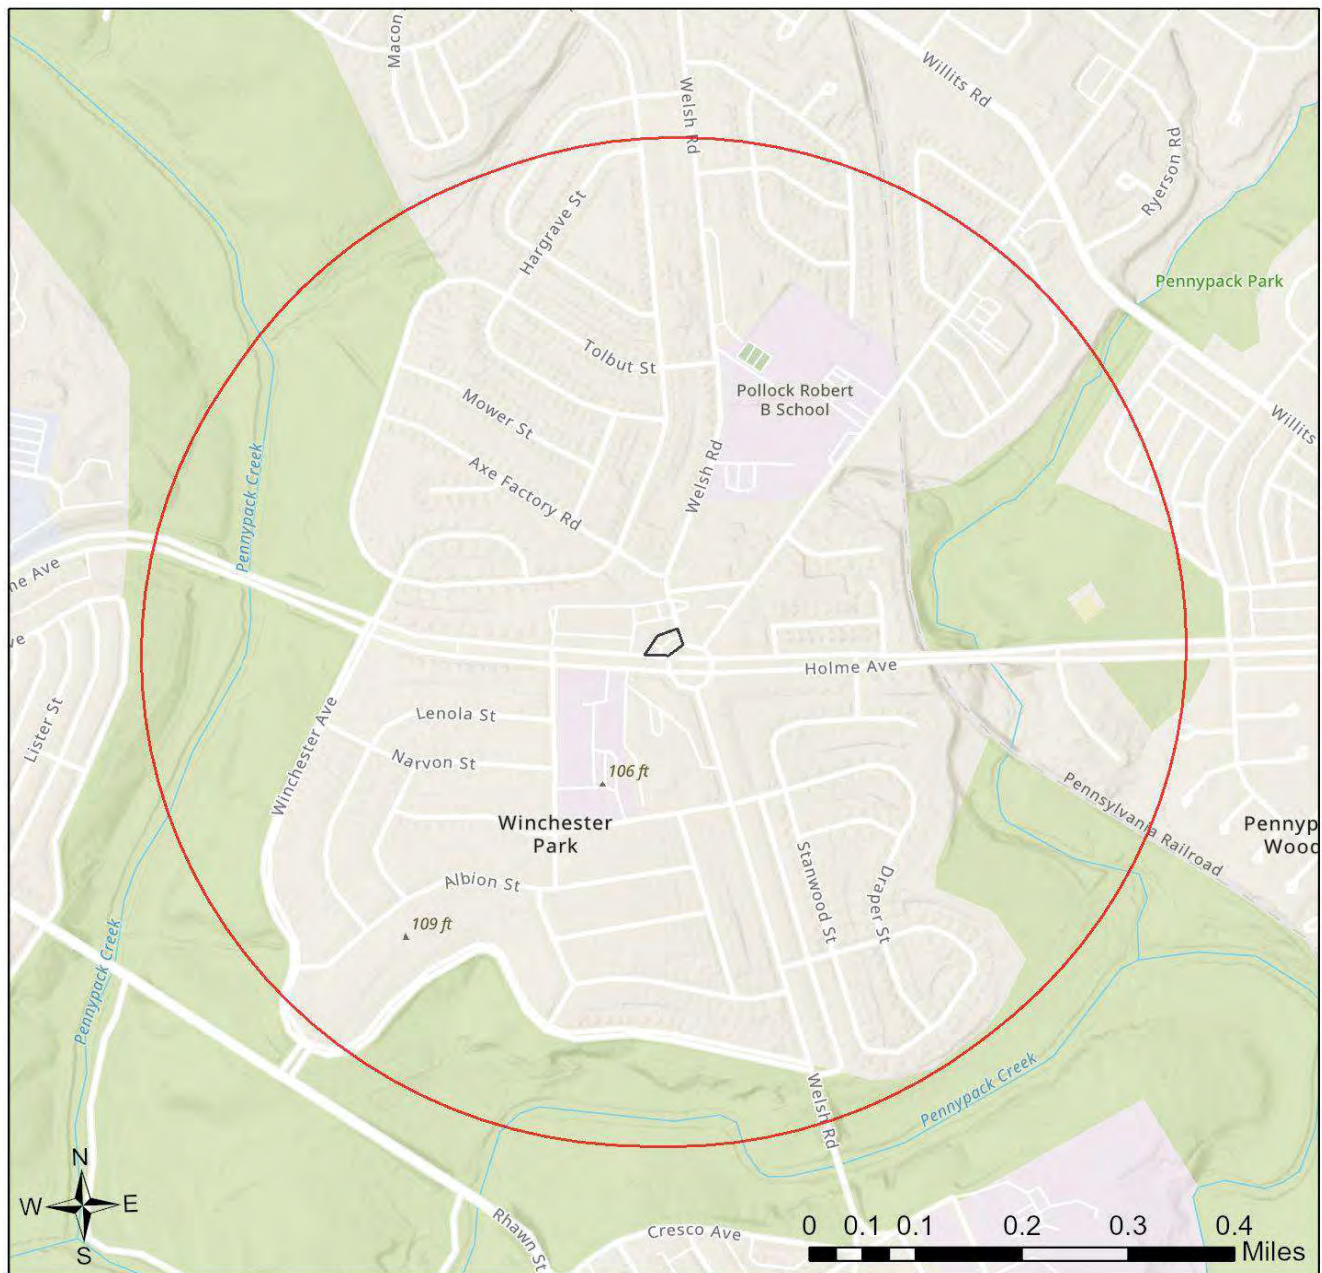 Macon
Welsh Rd
Willits Rd
Ryerson Rd
Hargrave St
Pennypack Park
Tolbut St
Pollock Robert
B School
Mower St
Willits
Welsh Rd
Axe Factory Rd
Pennypack Creek
ne Ave
ve
Holme Ave
Lister St
Winchester Ave
Lenola St
Narvon St
106 ft
Pennsylvania Railroad
Winchester
Park
Pennyp
Wood
Stanwood St
Draper St
Albion St
109 ft
Pennypack Creek
Pennypack Creek
Welsh Rd
N
W E
S
Rhawn St
Cresco Ave
0 0.1 0.1 0.2 0.3 0.4
Miles